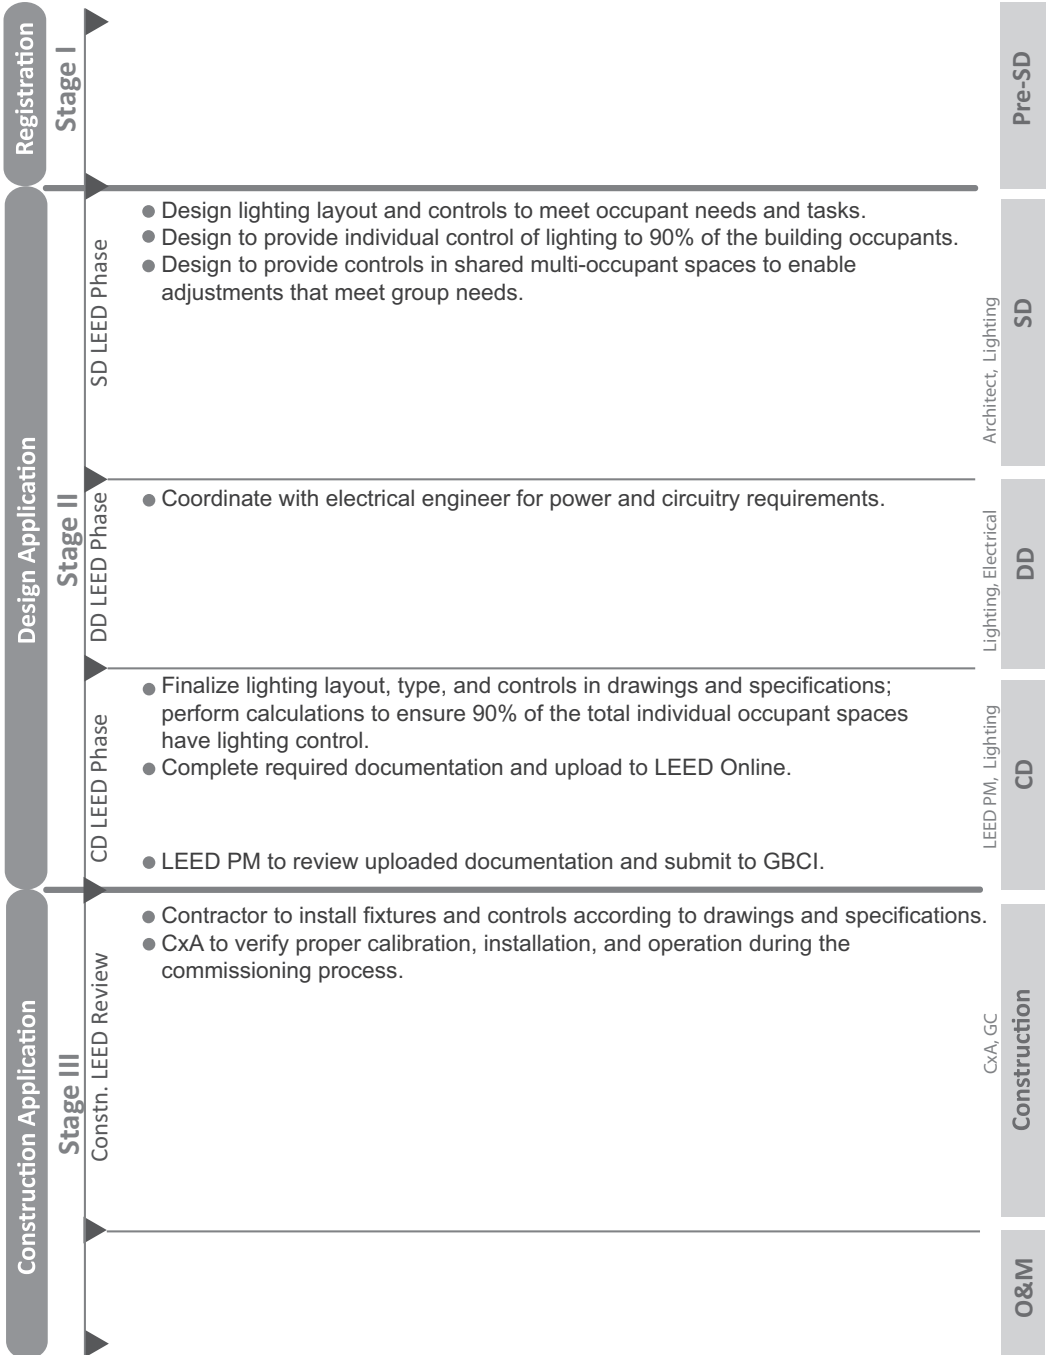 Registration
Stage I
Pre-SD
Design Application
Stage II
SD LEED Phase
● Design lighting layout and controls to meet occupant needs and tasks.
● Design to provide individual control of lighting to 90% of the building occupants.
● Design to provide controls in shared multi-occupant spaces to enable
adjustments that meet group needs.
Architect, Lighting
SD
DD LEED Phase
● Coordinate with electrical engineer for power and circuitry requirements.
Lighting, Electrical
DD
CD LEED Phase
● Finalize lighting layout, type, and controls in drawings and specifications;
perform calculations to ensure 90% of the total individual occupant spaces
have lighting control.
● Complete required documentation and upload to LEED Online.
● LEED PM to review uploaded documentation and submit to GBCI.
LEED PM, Lighting
CD
Construction Application
Stage III
Constn. LEED Review
● Contractor to install fixtures and controls according to drawings and specifications.
● CxA to verify proper calibration, installation, and operation during the
commissioning process.
CxA, GC
Construction
O&M